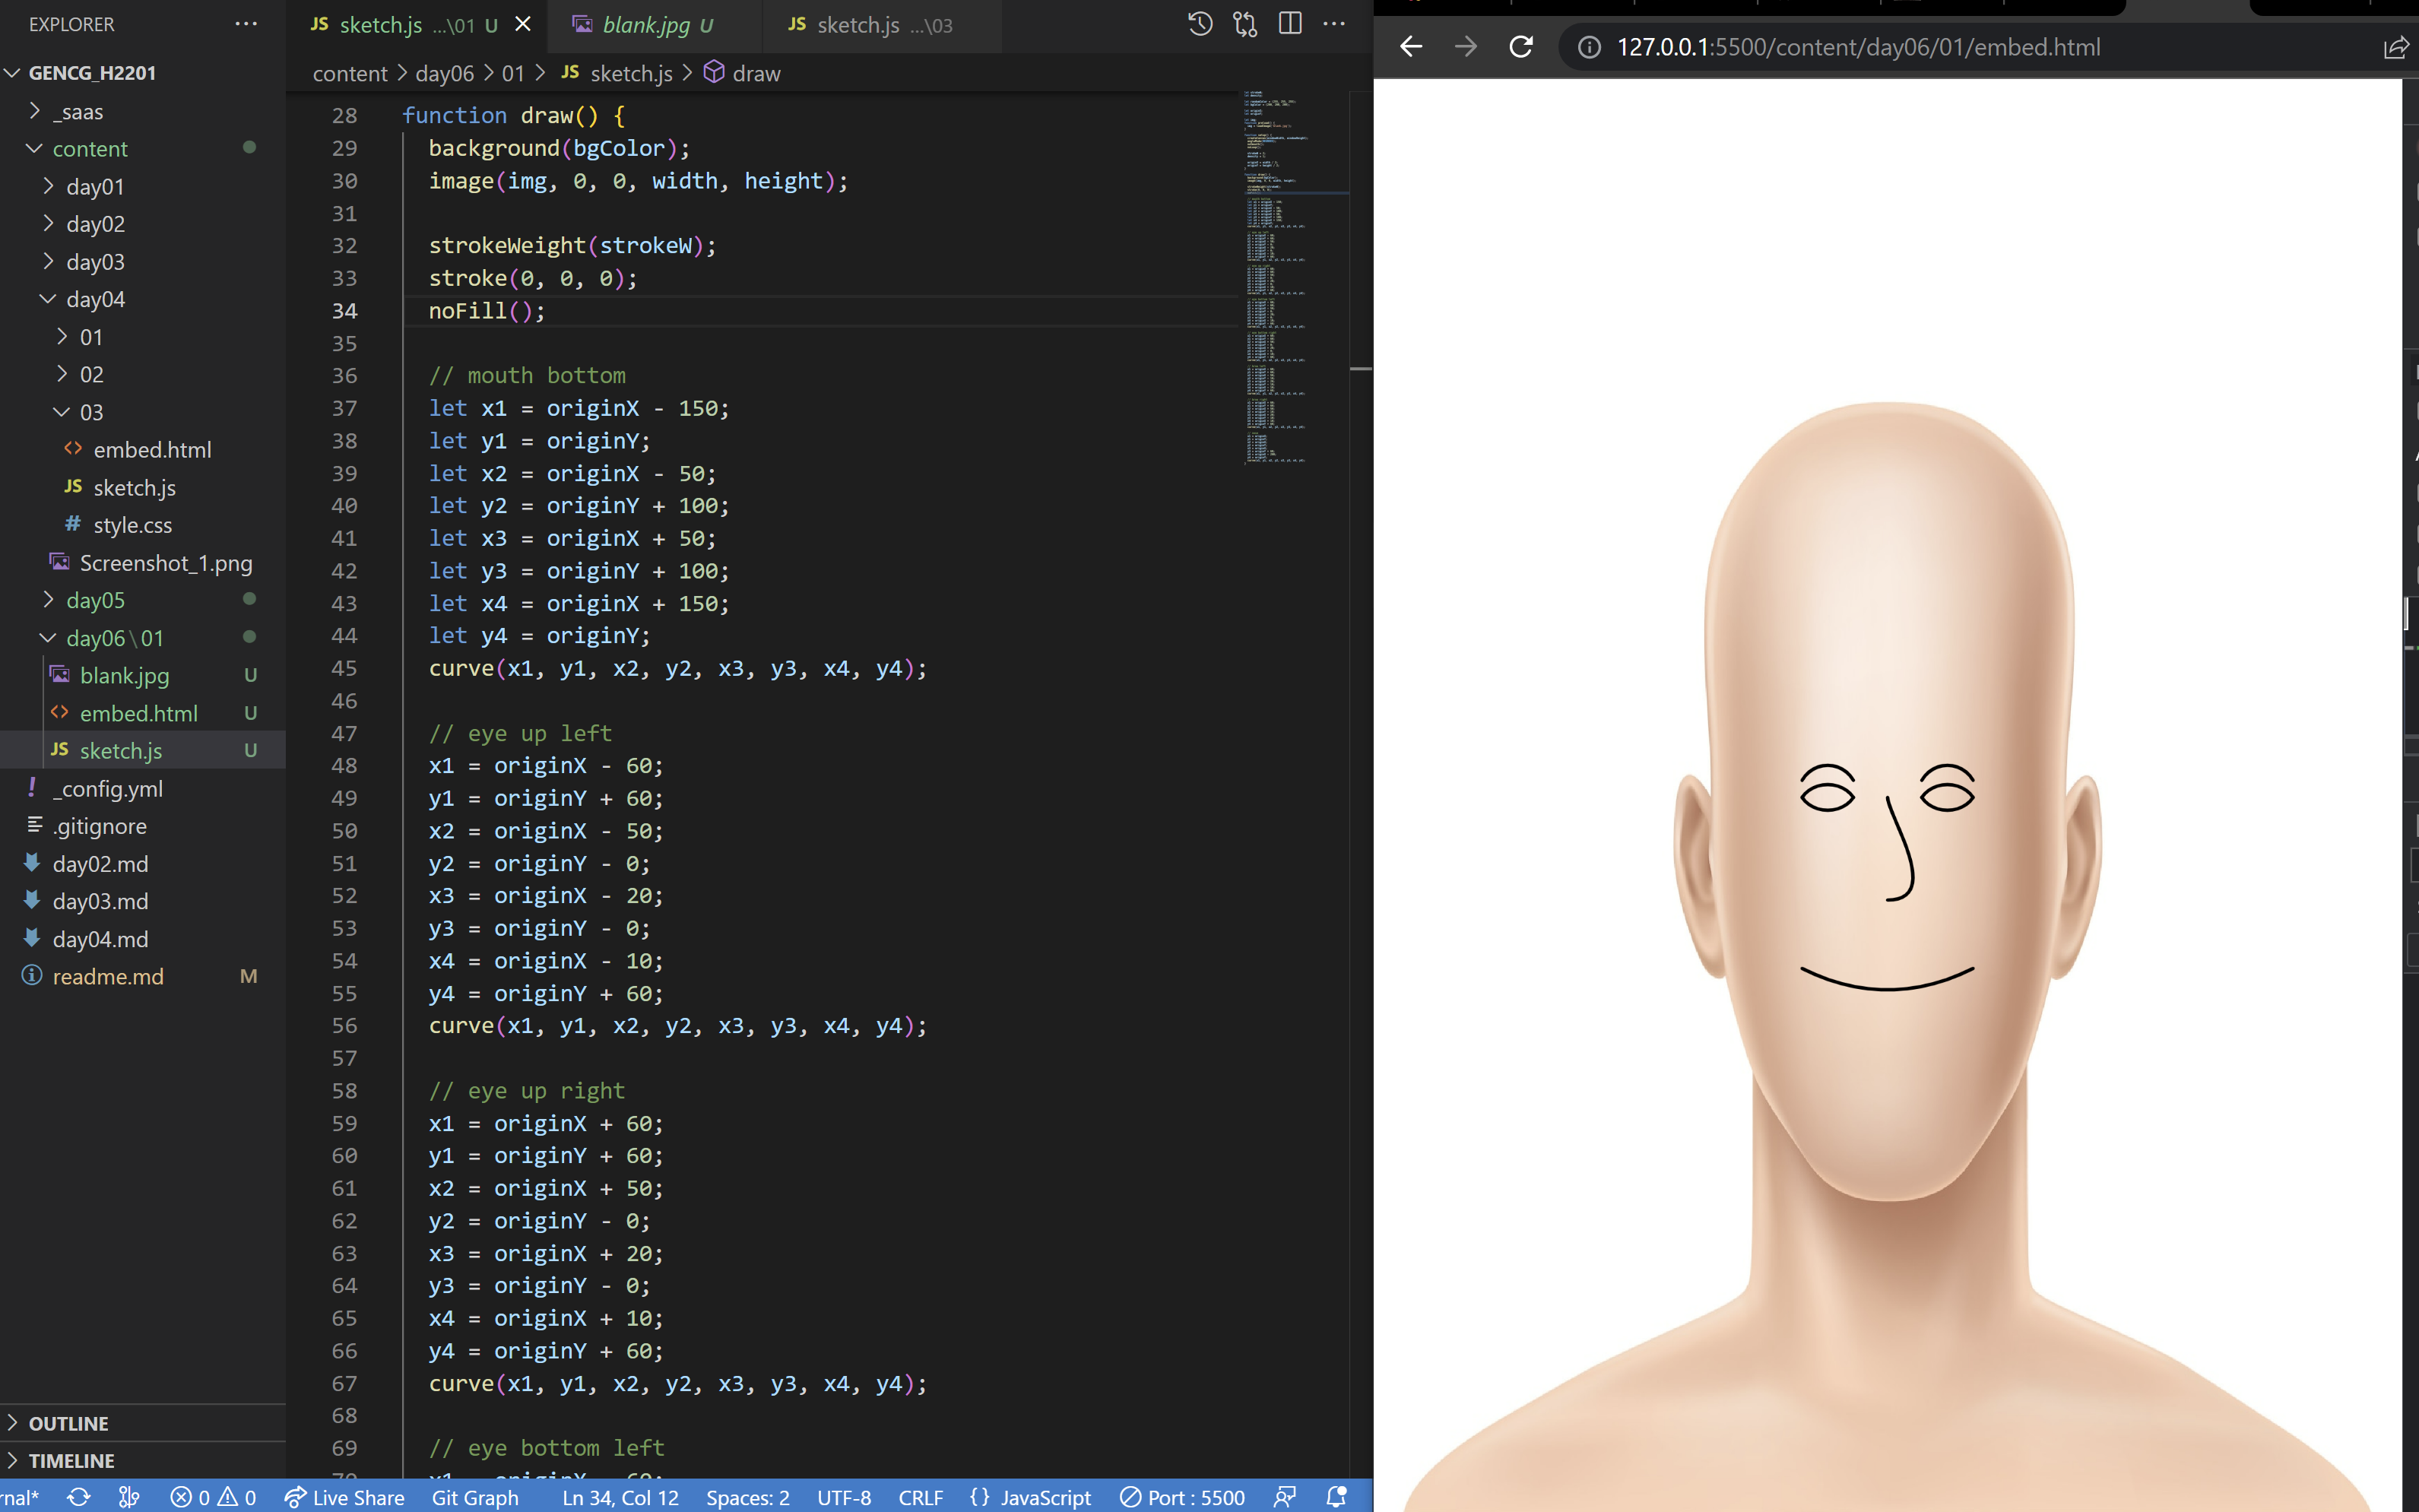 EXPLORER ···
GENCG_H2201
_saas
content
day01
day02
day03
day04
01
02
03
embed.html
JS sketch.js
# style.css
Screenshot_1.png
day05
day06\01
blank.jpg U
embed.html U
JS sketch.js U
! _config.yml
.gitignore
day02.md
day03.md
day04.md
readme.md M
OUTLINE
TIMELINE
JS sketch.js ...\01 U
blank.jpg U
JS sketch.js ...\03
content > day06 > 01 > JS sketch.js > draw
28 function draw() {
29 background(bgColor);
30 image(img, 0, 0, width, height);
31
32 strokeWeight(strokeW);
33 stroke(0, 0, 0);
34 noFill();
35
36 // mouth bottom
37 let x1 = originX - 150;
38 let y1 = originY;
39 let x2 = originX - 50;
40 let y2 = originY + 100;
41 let x3 = originX + 50;
42 let y3 = originY + 100;
43 let x4 = originX + 150;
44 let y4 = originY;
45 curve(x1, y1, x2, y2, x3, y3, x4, y4);
46
47 // eye up left
48 x1 = originX - 60;
49 y1 = originY + 60;
50 x2 = originX - 50;
51 y2 = originY - 0;
52 x3 = originX - 20;
53 y3 = originY - 0;
54 x4 = originX - 10;
55 y4 = originY + 60;
56 curve(x1, y1, x2, y2, x3, y3, x4, y4);
57
58 // eye up right
59 x1 = originX + 60;
60 y1 = originY + 60;
61 x2 = originX + 50;
62 y2 = originY - 0;
63 x3 = originX + 20;
64 y3 = originY - 0;
65 x4 = originX + 10;
66 y4 = originY + 60;
67 curve(x1, y1, x2, y2, x3, y3, x4, y4);
68
69 // eye bottom left
rnal* 0 0 Live Share Git Graph Ln 34, Col 12 Spaces: 2 UTF-8 CRLF {} JavaScript Port : 5500
127.0.0.1:5500/content/day06/01/embed.html